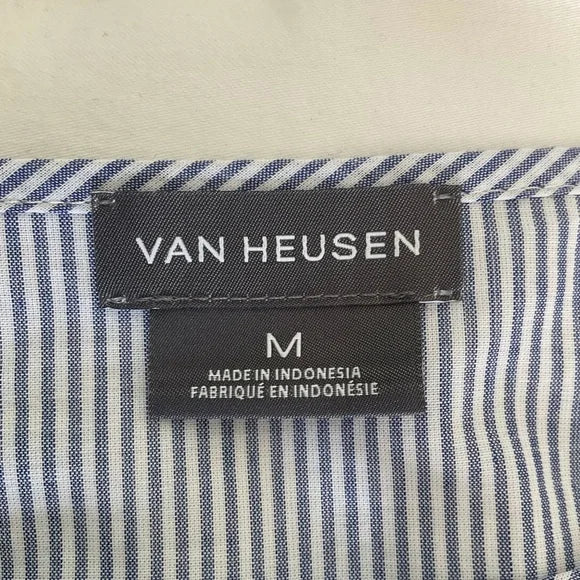 VAN HEUSEN
M
MADE IN INDONESIA
FABRIQUÉ EN INDONÉSIE